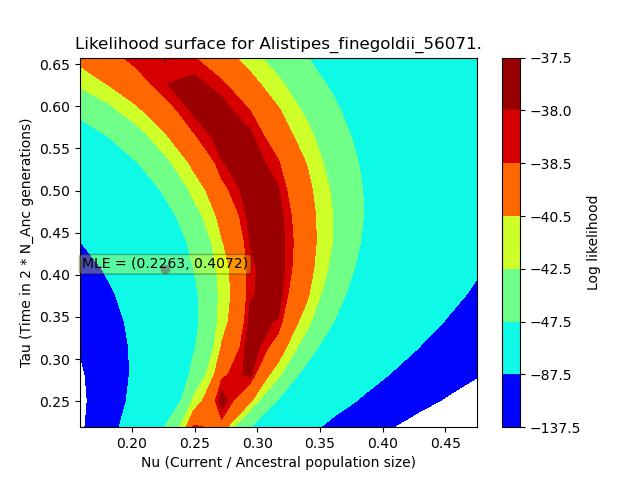 Likelihood surface for Alistipes_finegoldii_56071.
0.65
0.60
0.55
0.50
0.45
0.40
0.35
0.30
0.25
Tau (Time in 2 * N_Anc generations)
MLE = (0.2263, 0.4072)
0.20 0.25 0.30 0.35 0.40 0.45
Nu (Current / Ancestral population size)
−37.5
−38.0
−38.5
−40.5
−42.5
−47.5
−87.5
−137.5
Log likelihood